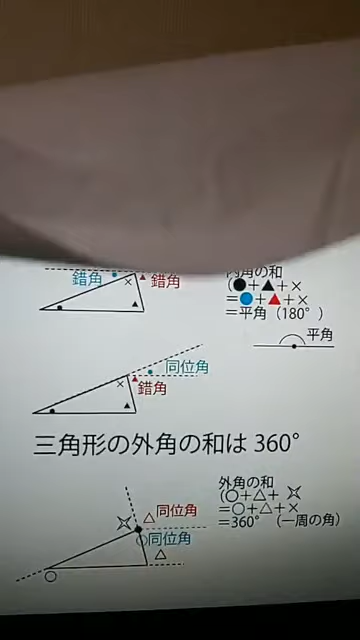 錯角 錯角
内角の和
(●+▲+×
=●+▲+×
=平角（180°）
平角
同位角
錯角
三角形の外角の和は 360°
外角の和
(○+△+☆
=○+△+×
=360°（一周の角）
同位角
同位角